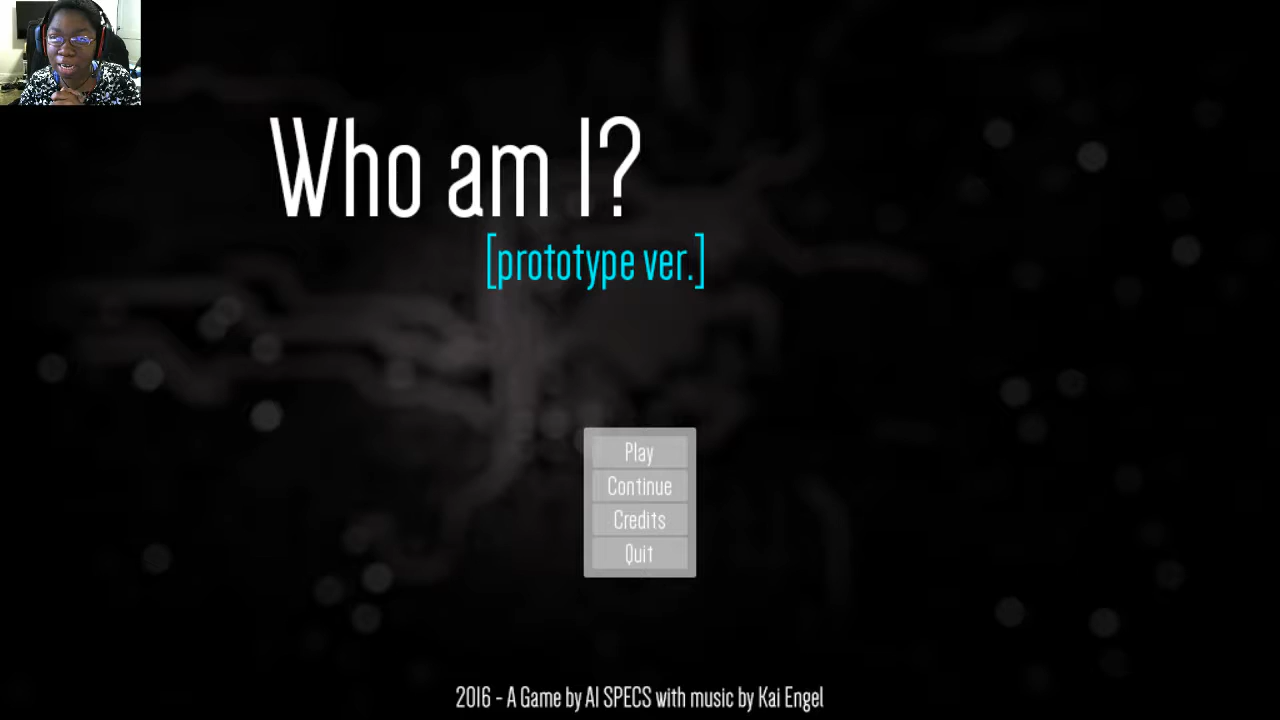 Who am I?
[prototype ver.]
Play
Continue
Credits
Quit
2016 - A Game by AI SPECS with music by Kai Engel